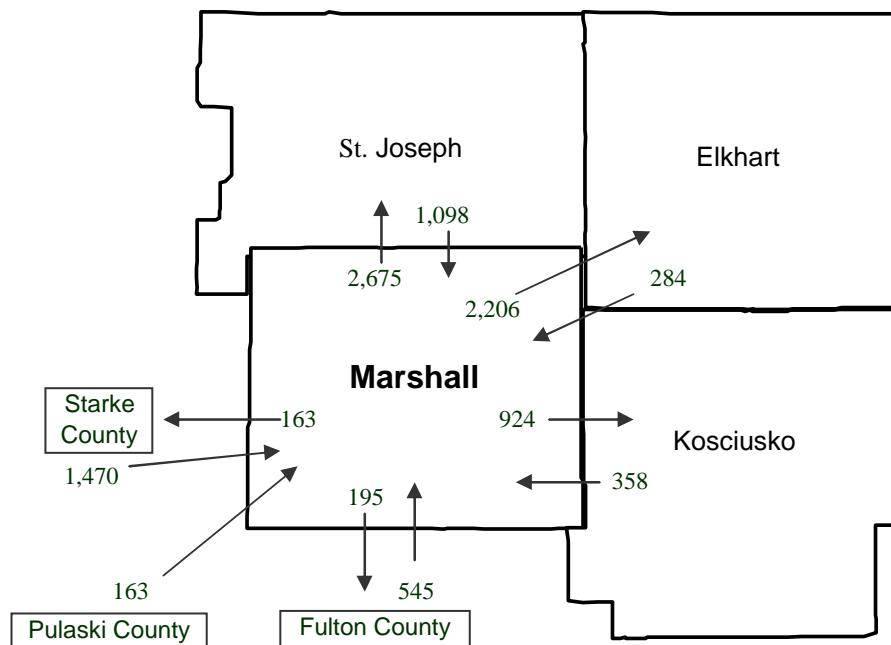 St. Joseph
Elkhart
1,098
2,675
2,206
284
Marshall
Starke
County
163
924
Kosciusko
1,470
358
195
163
545
Pulaski County
Fulton County